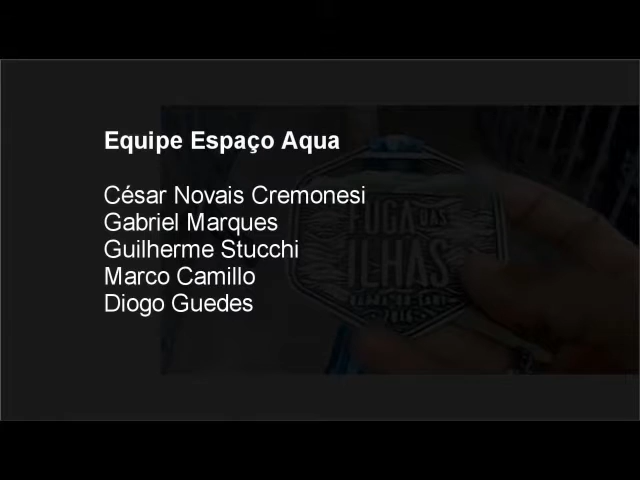 Equipe Espaço Aqua
César Novais Cremonesi
Gabriel Marques
Guilherme Stucchi
Marco Camillo
Diogo Guedes
FUGA DAS
ILHAS